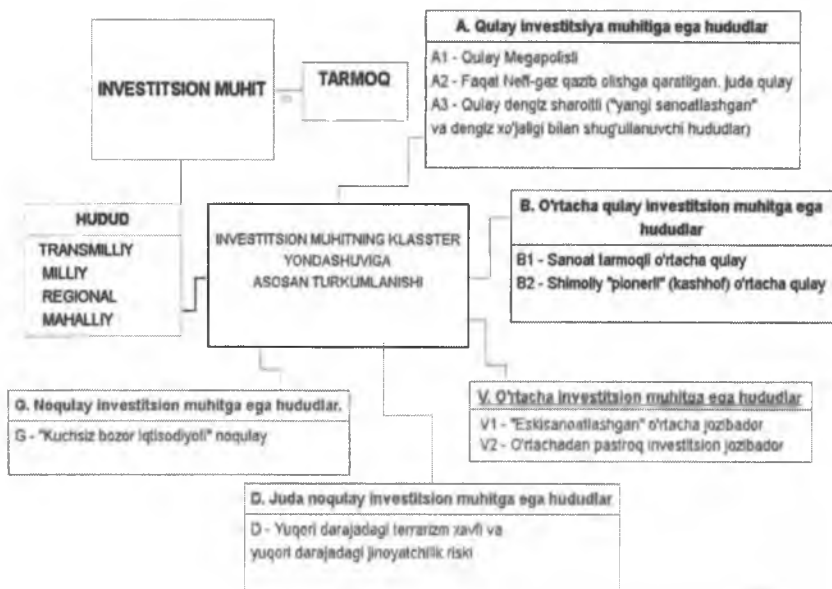 INVESTITSION MUHIT
TARMOQ
A. Qulay investitsiya muhitiga ega hududlar
A1 - Qulay Megapolisli
A2 - Faqat Neft-gaz qazib olishga qaratilgan. juda qulay
A3 - Qulay dengiz sharoitli ("yangi sanoatlashgan"
va dengiz xo'jaligi bilan shug'ullanuvchi hududlar)
HUDUD
TRANSMILLIY
MILLIY
REGIONAL
MAHALLIY
INVESTITSION MUHITNING KLASSTER
YONDASHUVIGA
ASOSAN TURKUMLANISHI
B. O'rtacha qulay investitsion muhitga ega
hududlar
B1 - Sanoat tarmoqli o'rtacha qulay
B2 - Shimoliy "pionerli" (kashhof) o'rtacha qulay
G. Noqulay investitsion muhitga ega hududlar.
G - "Kuchsiz bozor iqtisodiyoti" noqulay
V. O'rtacha investitsion muhitga ega hududlar
V1 - "Eskisanoatlashgan" o'rtacha jozibador
V2 - O'rtachadan pastroq investitsion jozibador
D. Juda noqulay investitsion muhitga ega hududlar
D - Yuqori darajadagi terrarizm xavfi va
yuqori darajadagi jinoyatchilik riski